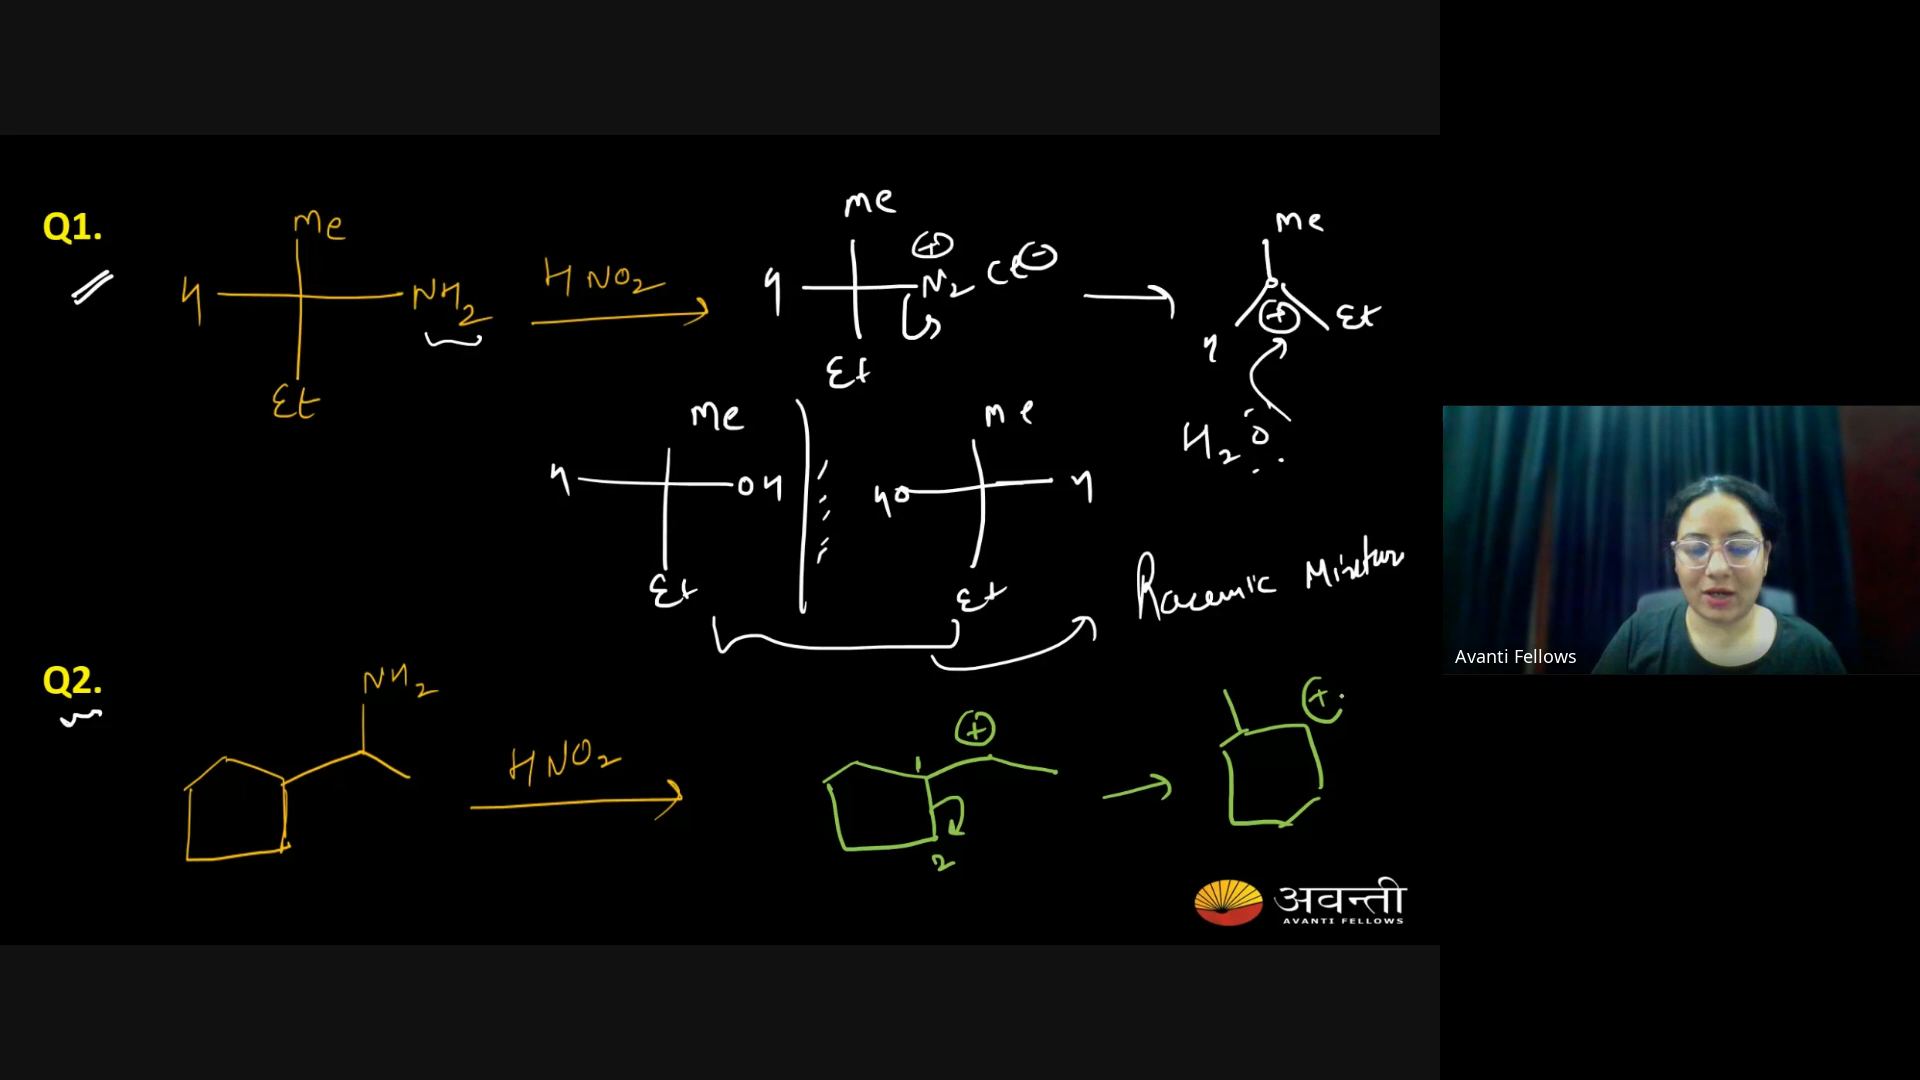 Q1.
Me
H NH2
Et
HNO2
Me
H N2 ⊕ Cl ⊖
Et
Me
⊕
H Et
H2O
Me
H OH
Et
Me
HO H
Et
Racemic Mixture
Q2.
NH2
HNO2
⊕
1
2
+
Avanti Fellows
अवन्ती
AVANTI FELLOWS